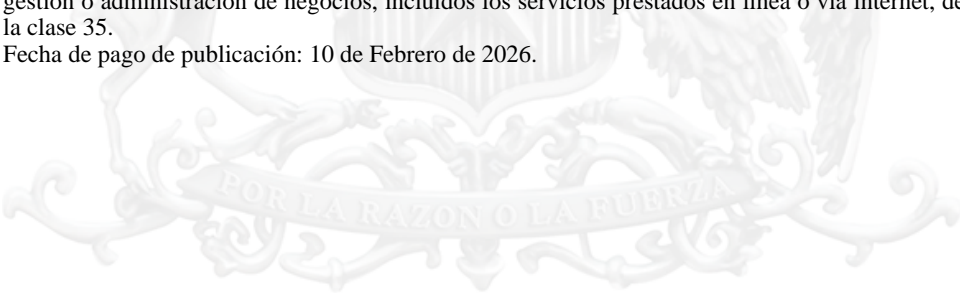 gestión o administración de negocios, incluidos los servicios prestados en línea o vía Internet, de
la clase 35.
Fecha de pago de publicación: 10 de Febrero de 2026.
POR LA RAZON O LA FUERZA